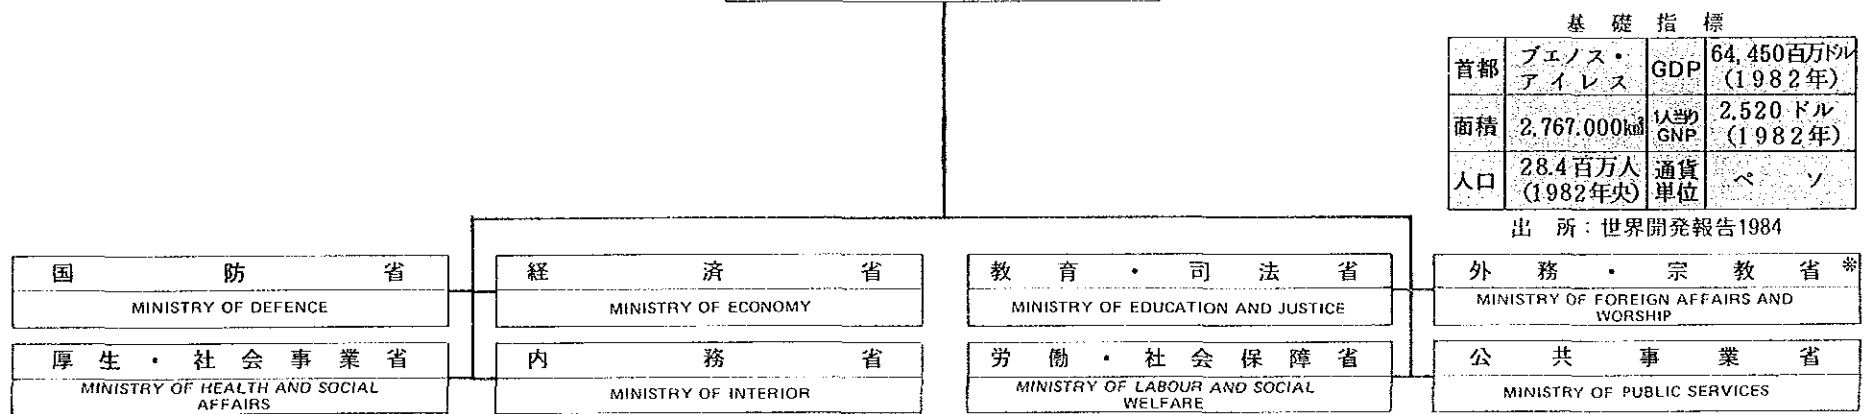 基礎指標
首都 ブエノス・アイレス GDP 64,450百万ドル (1982年)
面積 2,767.000km² 1人当り GNP 2,520ドル (1982年)
人口 28.4百万人 (1982年央) 通貨単位 ペソ
出所：世界開発報告1984
国防省
MINISTRY OF DEFENCE
経済省
MINISTRY OF ECONOMY
教育・司法省
MINISTRY OF EDUCATION AND JUSTICE
外務・宗教省※
MINISTRY OF FOREIGN AFFAIRS AND
WORSHIP
厚生・社会事業省
MINISTRY OF HEALTH AND SOCIAL
AFFAIRS
内務省
MINISTRY OF INTERIOR
労働・社会保障省
MINISTRY OF LABOUR AND SOCIAL
WELFARE
公共事業省
MINISTRY OF PUBLIC SERVICES